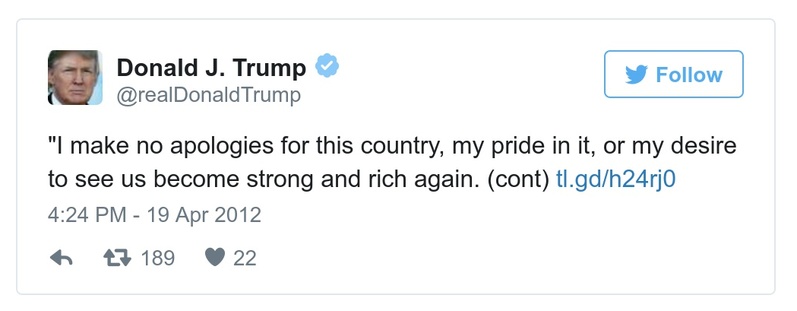 Donald J. Trump
@realDonaldTrump
Follow
"I make no apologies for this country, my pride in it, or my desire
to see us become strong and rich again. (cont) tl.gd/h24rj0
4:24 PM - 19 Apr 2012
189 22